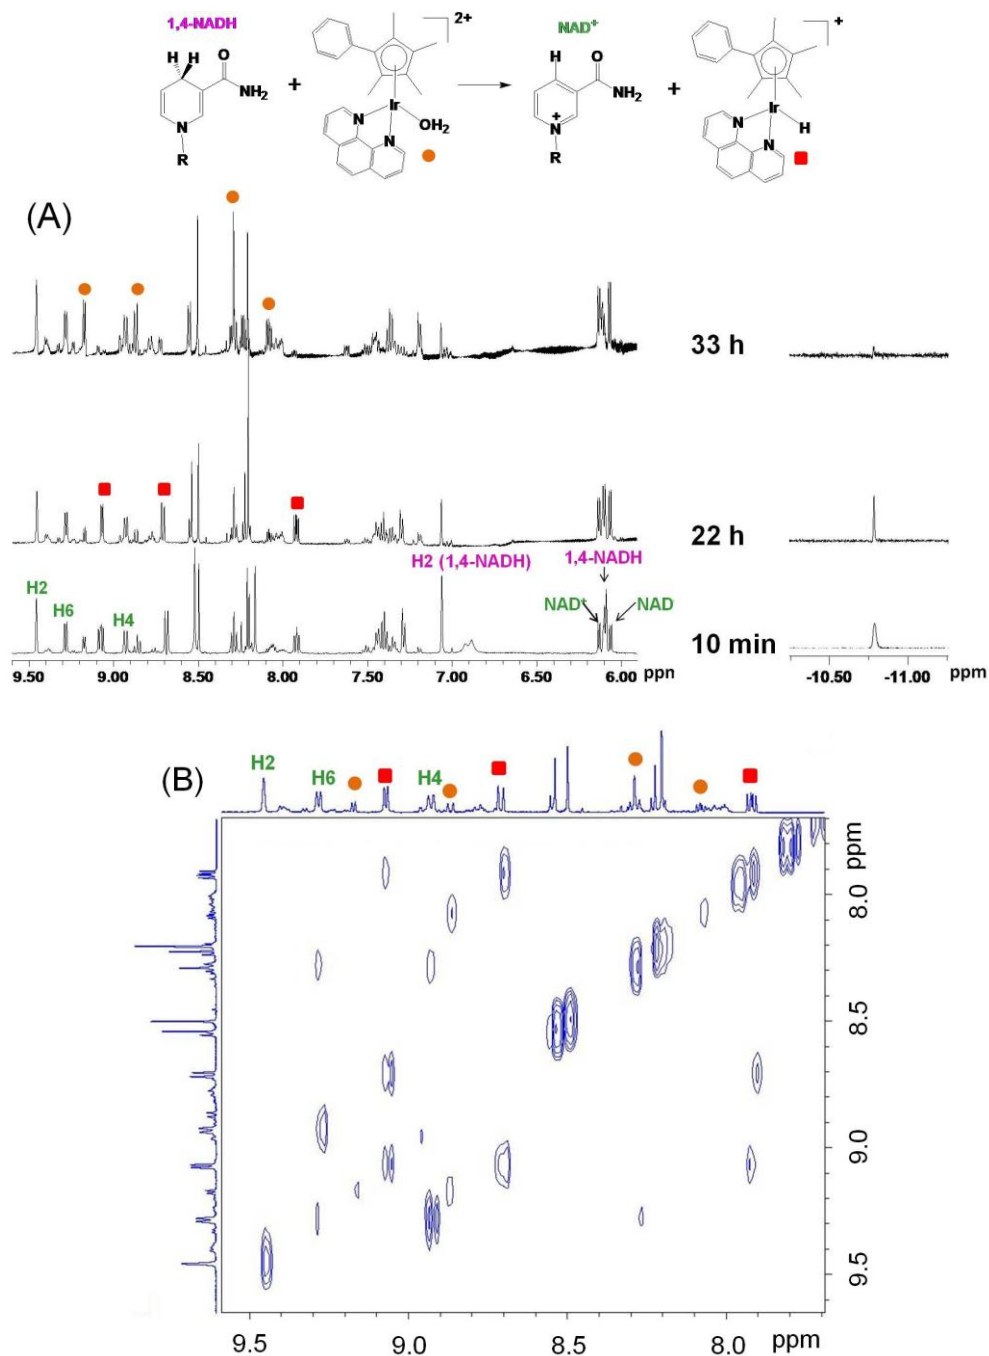 1,4-NADH
2+
NAD+
+
H H O
NH2
N
R
+
Ir
N
N
OH2
H O
NH2
N
+
R
+
Ir
N
N
H
(A)
33 h
22 h
H2 (1,4-NADH)
1,4-NADH
H2
H6
H4
NAD+
NAD
10 min
9.50 9.00 8.50 8.00 7.50 7.00 6.50 6.00 ppm
-10.50 -11.00 ppm
(B)
H2
H6
H4
ppm
8.0
8.5
9.0
9.5
9.5 9.0 8.5 8.0 ppm